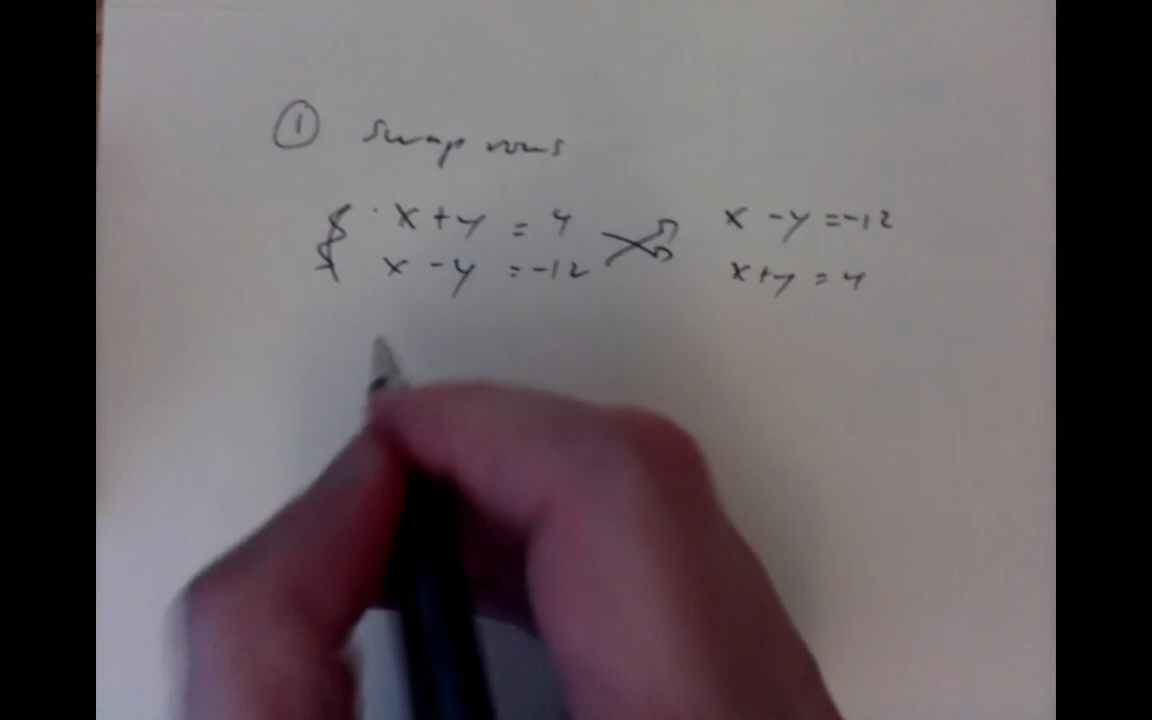 ① swap rows
x + y = 4 x - y = -12
x - y = -12 x + y = 4